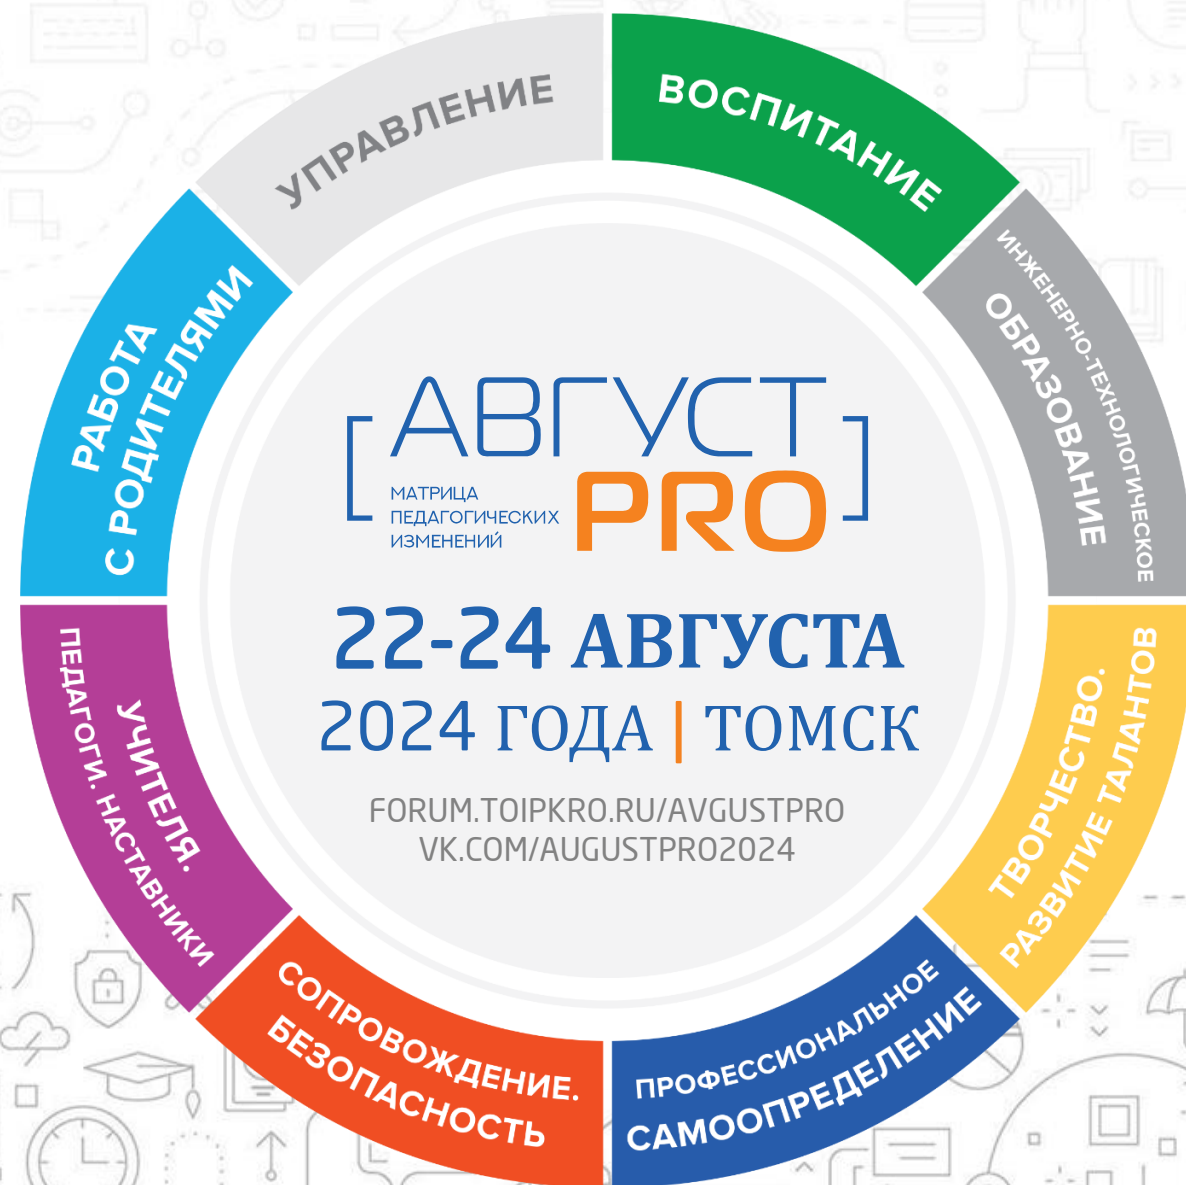 УПРАВЛЕНИЕ
ВОСПИТАНИЕ
ИНЖЕНЕРНО-ТЕХНОЛОГИЧЕСКОЕ
ОБРАЗОВАНИЕ
ТВОРЧЕСТВО.
РАЗВИТИЕ ТАЛАНТОВ
ПРОФЕССИОНАЛЬНОЕ
САМООПРЕДЕЛЕНИЕ
СОПРОВОЖДЕНИЕ.
БЕЗОПАСНОСТЬ
УЧИТЕЛЯ.
ПЕДАГОГИ. НАСТАВНИКИ
РАБОТА
С РОДИТЕЛЯМИ
[АВГУСТ
PRO]
МАТРИЦА
ПЕДАГОГИЧЕСКИХ
ИЗМЕНЕНИЙ
22-24 АВГУСТА
2024 ГОДА | ТОМСК
FORUM.TOIPKRO.RU/AVGUSTPRO
VK.COM/AUGUSTPRO2024